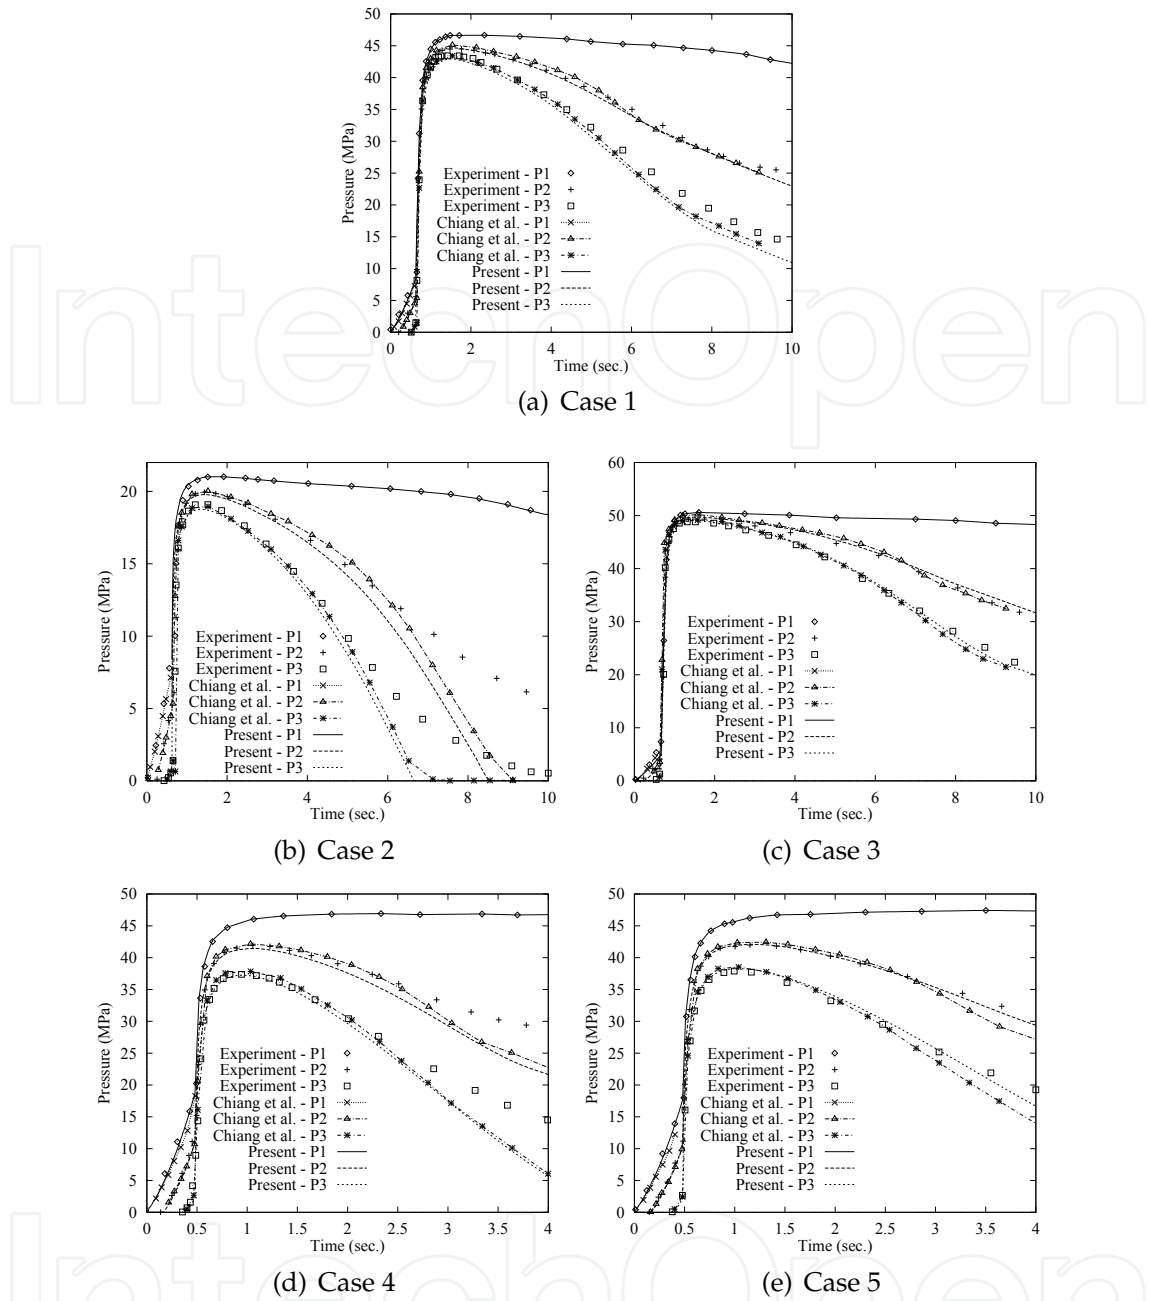 50
45
40
35
30
25
20
15
10
5
0
Pressure (MPa)
Experiment - P1
Experiment - P2
Experiment - P3
Chiang et al. - P1
Chiang et al. - P2
Chiang et al. - P3
Present - P1
Present - P2
Present - P3
0 2 4 6 8 10
Time (sec.)
(a) Case 1
20
15
10
5
0
Pressure (MPa)
Experiment - P1
Experiment - P2
Experiment - P3
Chiang et al. - P1
Chiang et al. - P2
Chiang et al. - P3
Present - P1
Present - P2
Present - P3
0 2 4 6 8 10
Time (sec.)
(b) Case 2
60
50
40
30
20
10
0
Pressure (MPa)
Experiment - P1
Experiment - P2
Experiment - P3
Chiang et al. - P1
Chiang et al. - P2
Chiang et al. - P3
Present - P1
Present - P2
Present - P3
0 2 4 6 8 10
Time (sec.)
(c) Case 3
50
45
40
35
30
25
20
15
10
5
0
Pressure (MPa)
Experiment - P1
Experiment - P2
Experiment - P3
Chiang et al. - P1
Chiang et al. - P2
Chiang et al. - P3
Present - P1
Present - P2
Present - P3
0 0.5 1 1.5 2 2.5 3 3.5 4
Time (sec.)
(d) Case 4
50
45
40
35
30
25
20
15
10
5
0
Pressure (MPa)
Experiment - P1
Experiment - P2
Experiment - P3
Chiang et al. - P1
Chiang et al. - P2
Chiang et al. - P3
Present - P1
Present - P2
Present - P3
0 0.5 1 1.5 2 2.5 3 3.5 4
Time (sec.)
(e) Case 5
IntechOpen
IntechOpen